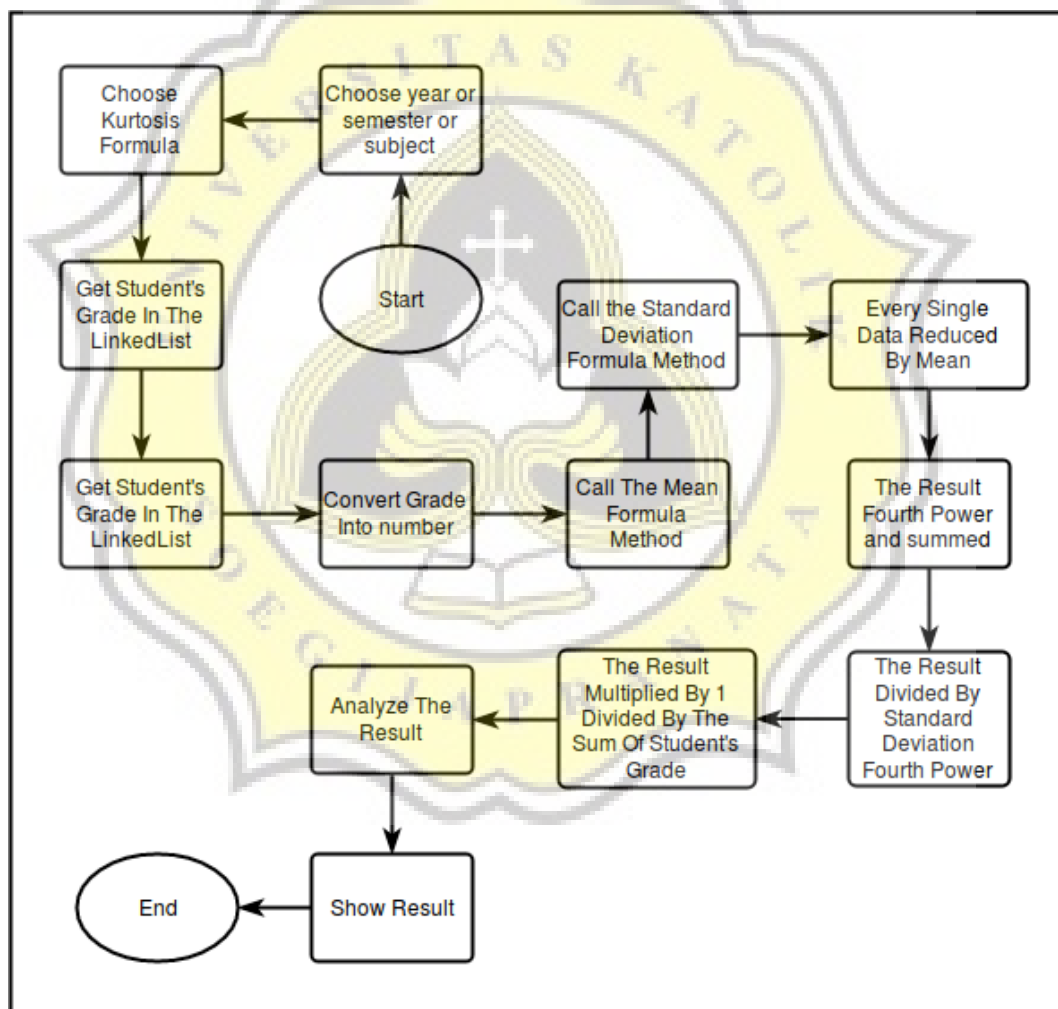 UNIVERSITAS KATOLIK
SOEGIJAPRANATA
Start
Choose year or
semester or
subject
Choose
Kurtosis
Formula
Get Student's
Grade In The
LinkedList
Get Student's
Grade In The
LinkedList
Convert Grade
Into number
Call The Mean
Formula
Method
Call the Standard
Deviation
Formula Method
Every Single
Data Reduced
By Mean
The Result
Fourth Power
and summed
The Result
Divided By
Standard
Deviation
Fourth Power
The Result
Multiplied By 1
Divided By The
Sum Of Student's
Grade
Analyze The
Result
Show Result
End